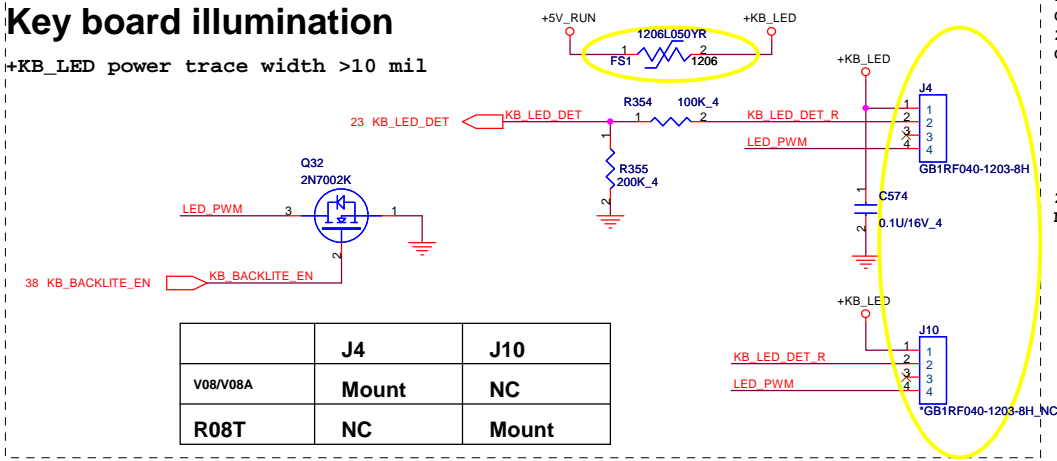 Key board illumination
+KB_LED power trace width >10 mil
+5V_RUN
+KB_LED
1206L050YR
1
2
FS1
1206
+KB_LED
J4
R354
100K_4
23 KB_LED_DET
KB_LED_DET
1
2
KB_LED_DET_R
LED_PWM
1
2
3
4
1
2
3
4
GB1RF040-1203-8H
1
R355
200K_4
2
Q32
2N7002K
LED_PWM
3
1
2
38 KB_BACKLITE_EN
KB_BACKLITE_EN
1
C574
2
0.1U/16V_4
+KB_LED
J10
KB_LED_DET_R
LED_PWM
1
2
3
4
1
2
3
4
*GB1RF040-1203-8H_NC
J4 J10
V08/V08A Mount NC
R08T NC Mount